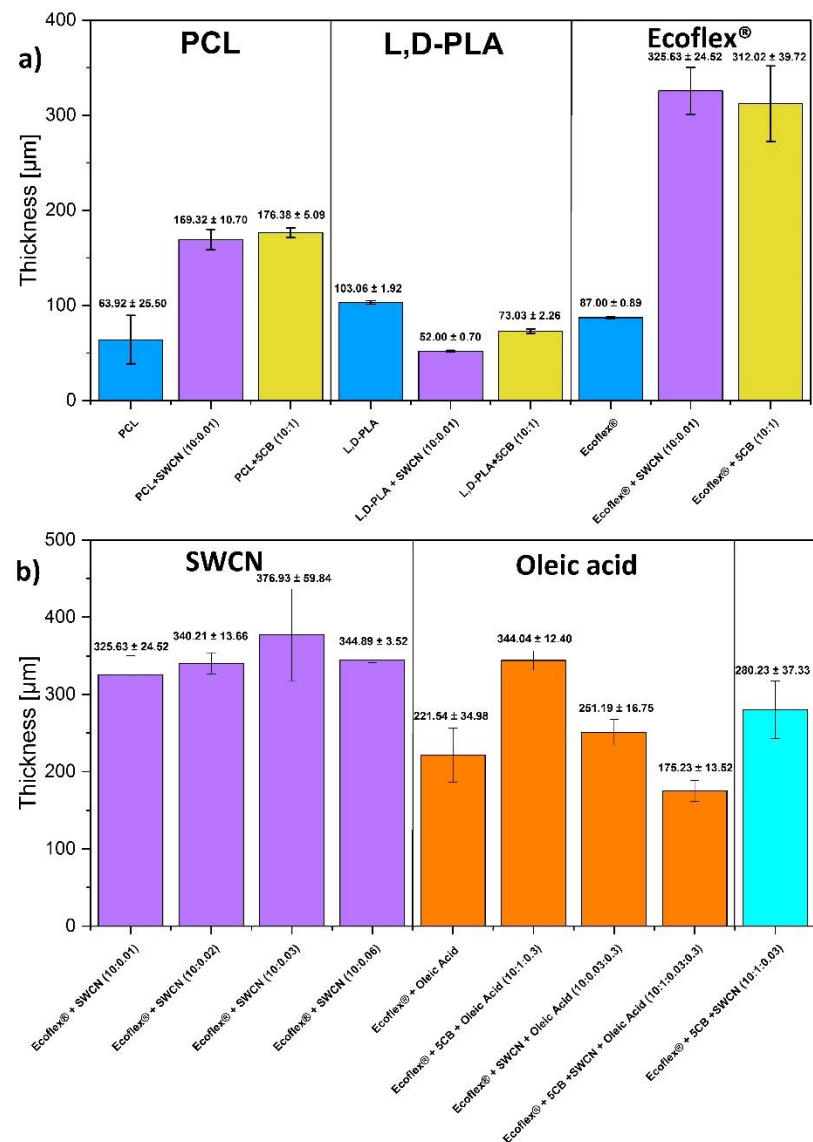 a)
PCL
L,D-PLA
Ecoflex®
Thickness [µm]
400
300
200
100
0
63.92 ± 25.50
169.32 ± 10.70
176.38 ± 5.09
103.06 ± 1.92
52.00 ± 0.70
73.03 ± 2.26
87.00 ± 0.89
325.63 ± 24.52
312.02 ± 39.72
PCL
PCL+SWCN (10:0.01)
PCL+5CB (10:1)
L,D-PLA
L,D-PLA + SWCN (10:0.01)
L,D-PLA+5CB (10:1)
Ecoflex®
Ecoflex® + SWCN (10:0.01)
Ecoflex® + 5CB (10:1)
b)
SWCN
Oleic acid
Thickness [µm]
500
400
300
200
100
0
325.63 ± 24.52
340.21 ± 13.66
376.93 ± 59.84
344.89 ± 3.52
221.54 ± 34.98
344.04 ± 12.40
251.19 ± 16.75
175.23 ± 13.52
280.23 ± 37.33
Ecoflex® + SWCN (10:0.01)
Ecoflex® + SWCN (10:0.02)
Ecoflex® + SWCN (10:0.03)
Ecoflex® + SWCN (10:0.06)
Ecoflex® + Oleic Acid
Ecoflex® + 5CB + Oleic Acid (10:1:0.3)
Ecoflex® + SWCN + Oleic Acid (10:0.03:0.3)
Ecoflex® + 5CB +SWCN + Oleic Acid (10:1:0.03:0.3)
Ecoflex® + 5CB +SWCN (10:1:0.03)